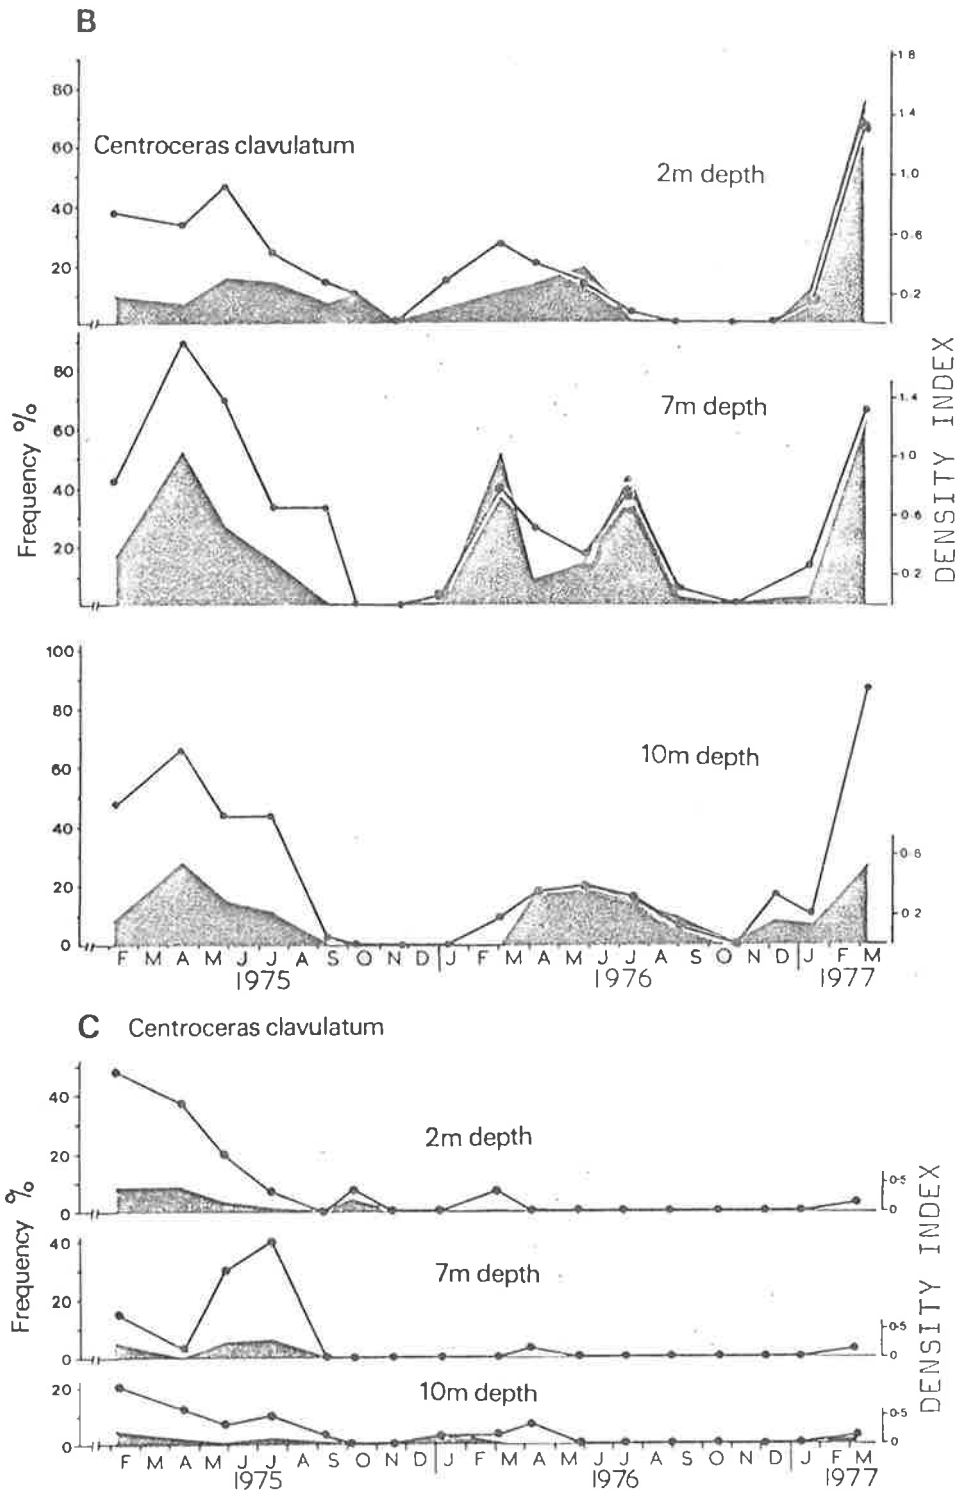 B
Centroceras clavulatum
2m depth
80
60
40
20
1·8
1·4
1·0
0·6
0·2
7m depth
80
60
40
20
1·4
1·0
0·6
0·2
Frequency %
DENSITY INDEX
10m depth
100
80
60
40
20
0
0·2
F M A M J J A S O N D J F M A M J J A S O N D J F M
1975 1976 1977
C Centroceras clavulatum
2m depth
40
20
0
0·5
0
7m depth
40
20
0
0·5
0
Frequency %
DENSITY INDEX
10m depth
20
0
0·5
0
F M A M J J A S O N D J F M A M J J A S O N D J F M
1975 1976 1977